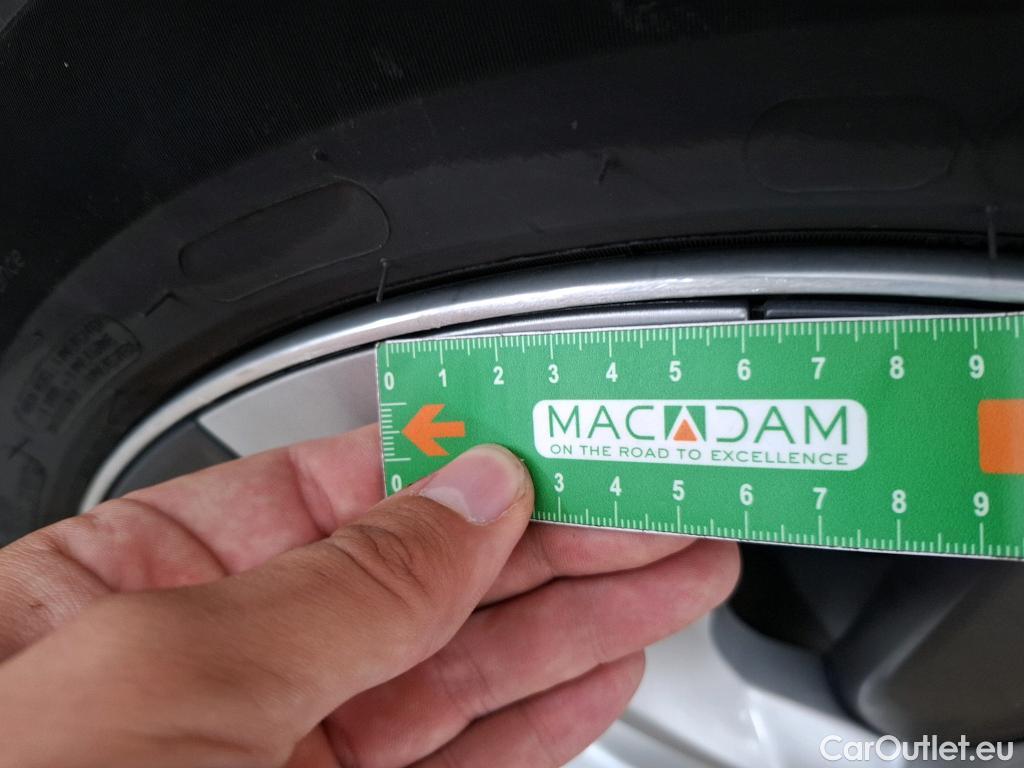 0 1 2 3 4 5 6 7 8 9
MACADAM
ON THE ROAD TO EXCELLENCE
0 3 4 5 6 7 8 9
CarOutlet.eu